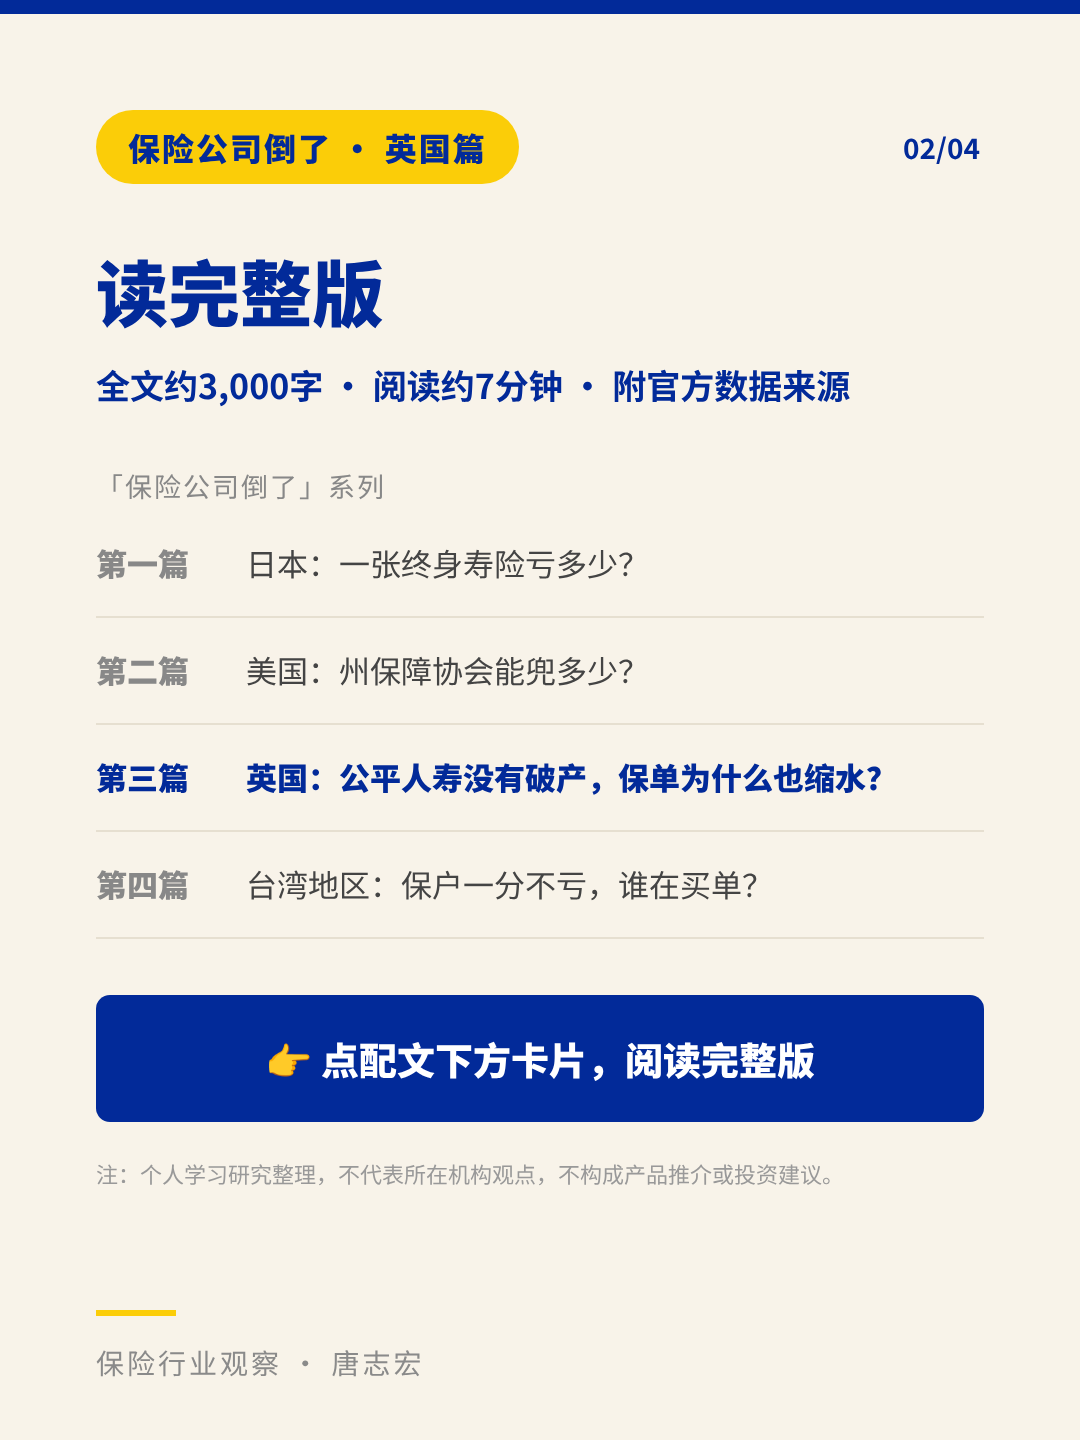 保险公司倒了 · 英国篇
02/04
读完整版
全文约3,000字 · 阅读约7分钟 · 附官方数据来源
「保险公司倒了」系列
第一篇 日本：一张终身寿险亏多少？
第二篇 美国：州保障协会能兜多少？
第三篇 英国：公平人寿没有破产，保单为什么也缩水？
第四篇 台湾地区：保户一分不亏，谁在买单？
👉 点配文下方卡片，阅读完整版
注：个人学习研究整理，不代表所在机构观点，不构成产品推介或投资建议。
保险行业观察 · 唐志宏